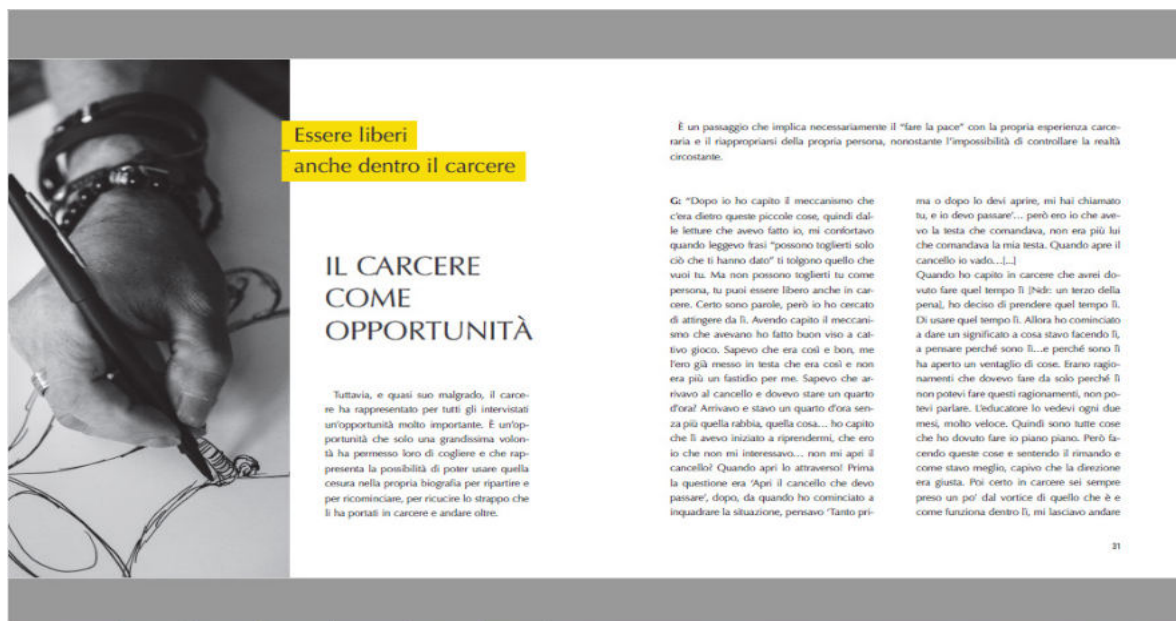 Essere liberi
anche dentro il carcere
IL CARCERE
COME
OPPORTUNITÀ
Tuttavia, e quasi suo malgrado, il carce-
re ha rappresentato per tutti gli intervistati
un'opportunità molto importante. È un'op-
portunità che solo una grandissima volon-
tà ha permesso loro di cogliere e che rap-
presenta la possibilità di poter usare quella
cesura nella propria biografia per ripartire e
per ricominciare, per ricucire lo strappo che
li ha portati in carcere e andare oltre.
È un passaggio che implica necessariamente il "fare la pace" con la propria esperienza carce-
raria e il riappropriarsi della propria persona, nonostante l'impossibilità di controllare la realtà
circostante.
G: "Dopo io ho capito il meccanismo che
c'era dietro queste piccole cose, quindi dal-
le letture che avevo fatto io, mi confortavo
quando leggevo frasi "possono toglierti solo
ciò che ti hanno dato" ti tolgono quello che
vuoi tu. Ma non possono toglierti tu come
persona, tu puoi essere libero anche in car-
cere. Certo sono parole, però io ho cercato
di attingere da lì. Avendo capito il meccani-
smo che avevano ho fatto buon viso a cat-
tivo gioco. Sapevo che era così e bon, me
l'ero già messo in testa che era così e non
era più un fastidio per me. Sapevo che ar-
rivavo al cancello e dovevo stare un quarto
d'ora? Arrivavo e stavo un quarto d'ora sen-
za più quella rabbia, quella cosa... ho capito
che lì avevo iniziato a riprendermi, che ero
io che non mi interessavo... non mi apri il
cancello? Quando apri lo attraverso! Prima
la questione era 'Apri il cancello che devo
passare', dopo, da quando ho cominciato a
inquadrare la situazione, pensavo 'Tanto pri-
ma o dopo lo devi aprire, mi hai chiamato
tu, e io devo passare'... però ero io che ave-
vo la testa che comandava, non era più lui
che comandava la mia testa. Quando apre il
cancello io vado...[...]
Quando ho capito in carcere che avrei do-
vuto fare quel tempo lì [Ndr: un terzo della
pena], ho deciso di prendere quel tempo lì.
Di usare quel tempo lì. Allora ho cominciato
a dare un significato a cosa stavo facendo lì,
a pensare perché sono lì...e perché sono lì
ha aperto un ventaglio di cose. Erano ragio-
namenti che dovevo fare da solo perché lì
non potevi fare questi ragionamenti, non po-
tevi parlare. L'educatore lo vedevi ogni due
mesi, molto veloce. Quindi sono tutte cose
che ho dovuto fare io piano piano. Però fa-
cendo queste cose e sentendo il rimando e
come stavo meglio, capivo che la direzione
era giusta. Poi certo in carcere sei sempre
preso un po' dal vortice di quello che è e
come funziona dentro lì, mi lasciavo andare
31